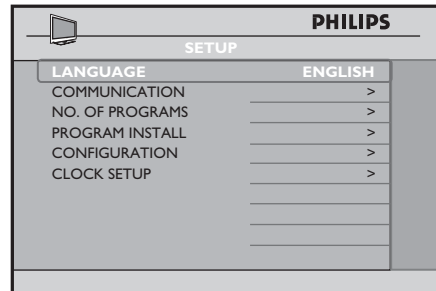 PHILIPS
SETUP
LANGUAGE ENGLISH
COMMUNICATION >
NO. OF PROGRAMS >
PROGRAM INSTALL >
CONFIGURATION >
CLOCK SETUP >